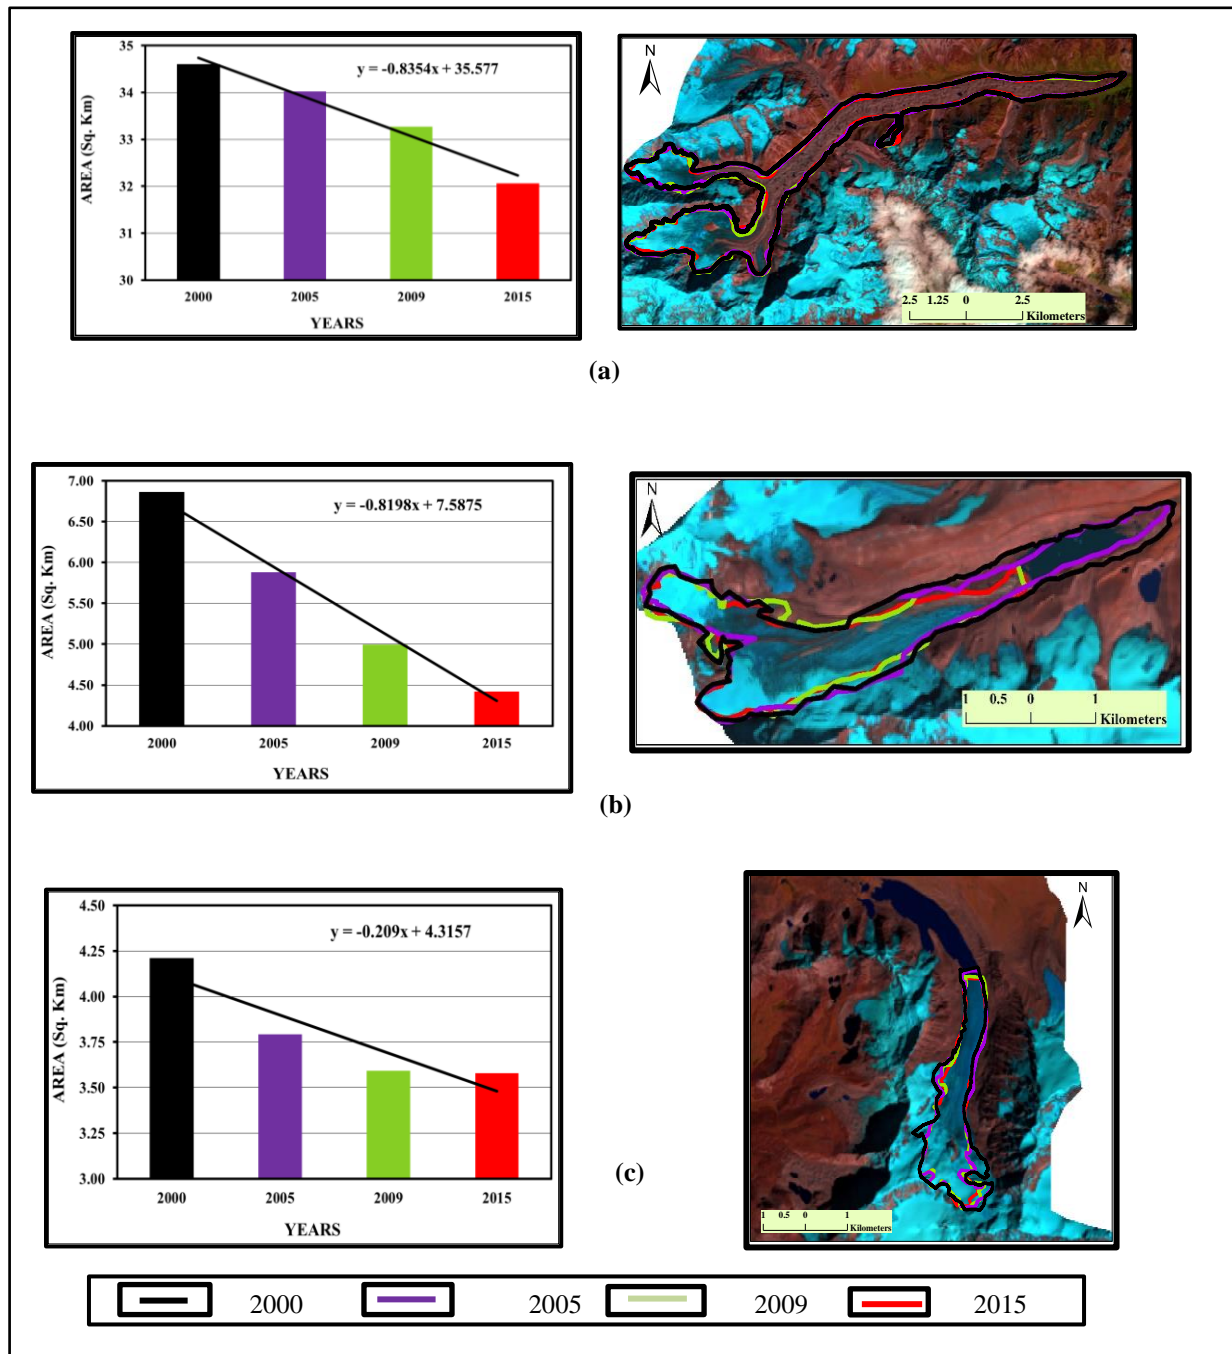 35
34
33
32
31
30
AREA (Sq. Km)
y = -0.8354x + 35.577
2000 2005 2009 2015
YEARS
N
2.5 1.25 0 2.5
Kilometers
(a)
7.00
6.50
6.00
5.50
5.00
4.50
4.00
AREA (Sq. Km)
y = -0.8198x + 7.5875
2000 2005 2009 2015
YEARS
N
1 0.5 0 1
Kilometers
(b)
4.50
4.25
4.00
3.75
3.50
3.25
3.00
AREA (Sq. Km)
y = -0.209x + 4.3157
2000 2005 2009 2015
YEARS
N
1 0.5 0 1
Kilometers
(c)
2000 2005 2009 2015